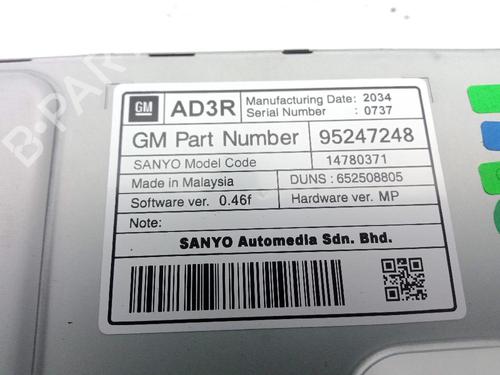 GM
AD3R
Manufacturing Date: 2034
Serial Number : 0737
GM Part Number 95247248
SANYO Model Code 14780371
Made in Malaysia DUNS : 652508805
Software ver. 0.46f Hardware ver. MP
Note:
SANYO Automedia Sdn. Bhd.
B-PARTS